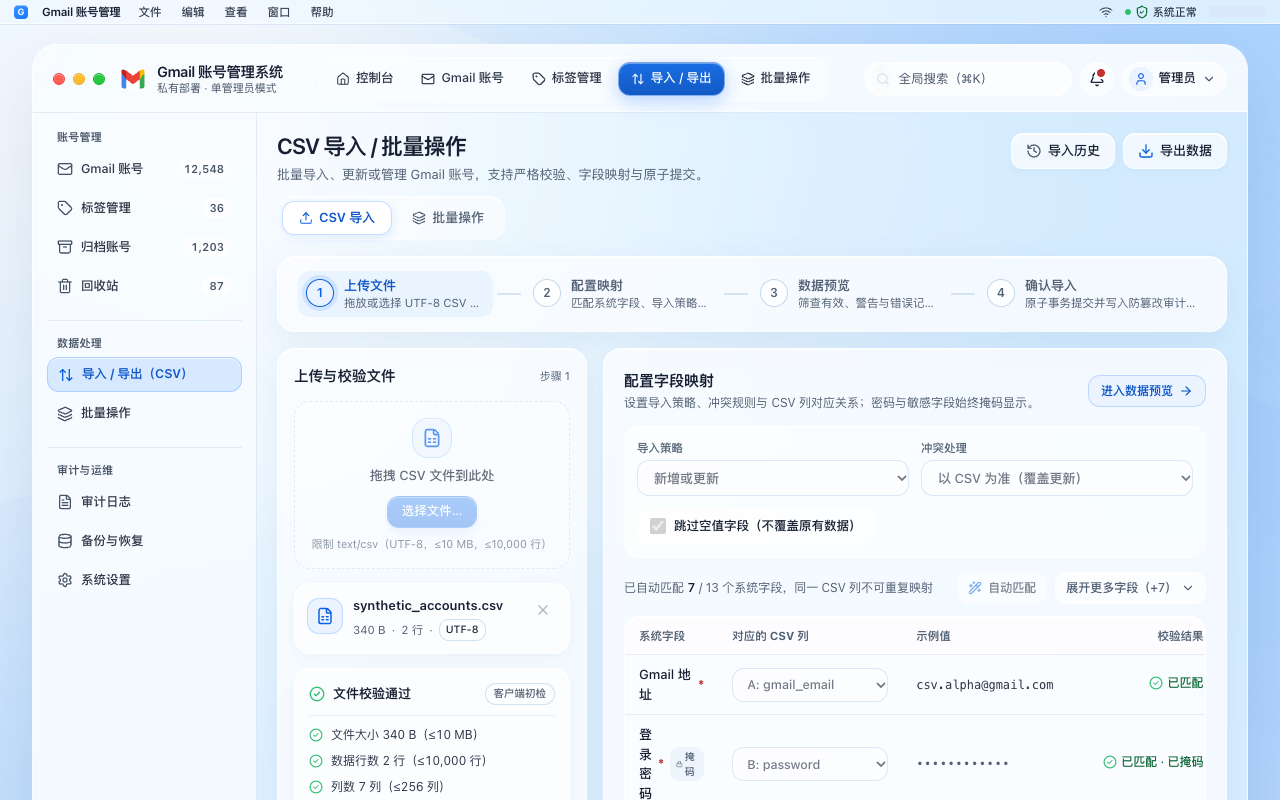 G Gmail 账号管理 文件 编辑 查看 窗口 帮助 系统正常
Gmail 账号管理系统
私有部署 · 单管理员模式
控制台 Gmail 账号 标签管理 导入 / 导出 批量操作 全局搜索（⌘K） 管理员
账号管理
Gmail 账号 12,548
标签管理 36
归档账号 1,203
回收站 87
数据处理
导入 / 导出（CSV）
批量操作
审计与运维
审计日志
备份与恢复
系统设置
CSV 导入 / 批量操作
批量导入、更新或管理 Gmail 账号，支持严格校验、字段映射与原子提交。
导入历史 导出数据
CSV 导入 批量操作
1 上传文件
拖放或选择 UTF-8 CSV ...
2 配置映射
匹配系统字段、导入策略...
3 数据预览
筛查有效、警告与错误记...
4 确认导入
原子事务提交并写入防篡改审计...
上传与校验文件 步骤 1
拖拽 CSV 文件到此处
选择文件...
限制 text/csv（UTF-8，≤10 MB，≤10,000 行）
synthetic_accounts.csv
340 B · 2 行 · UTF-8
文件校验通过 客户端初检
文件大小 340 B（≤10 MB）
数据行数 2 行（≤10,000 行）
列数 7 列（≤256 列）
配置字段映射
设置导入策略、冲突规则与 CSV 列对应关系；密码与敏感字段始终掩码显示。
进入数据预览
导入策略 冲突处理
新增或更新 以 CSV 为准（覆盖更新）
跳过空值字段（不覆盖原有数据）
已自动匹配 7 / 13 个系统字段，同一 CSV 列不可重复映射 自动匹配 展开更多字段（+7）
系统字段 对应的 CSV 列 示例值 校验结果
Gmail 地
址 * A: gmail_email csv.alpha@gmail.com 已匹配
登
录
密
码 * 掩
码 B: password •••••••••••• 已匹配 · 已掩码